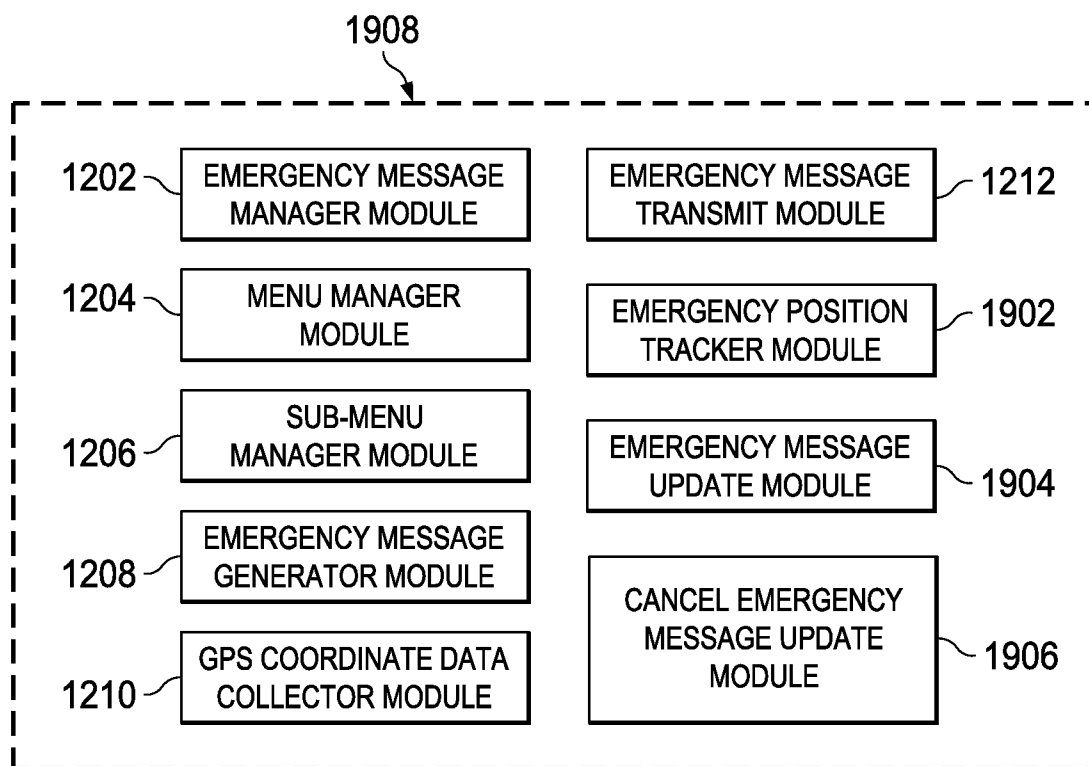 1908
1202
EMERGENCY MESSAGE
MANAGER MODULE
1204
MENU MANAGER
MODULE
1206
SUB-MENU
MANAGER MODULE
1208
EMERGENCY MESSAGE
GENERATOR MODULE
1210
GPS COORDINATE DATA
COLLECTOR MODULE
EMERGENCY MESSAGE
TRANSMIT MODULE
1212
EMERGENCY POSITION
TRACKER MODULE
1902
EMERGENCY MESSAGE
UPDATE MODULE
1904
CANCEL EMERGENCY
MESSAGE UPDATE
MODULE
1906